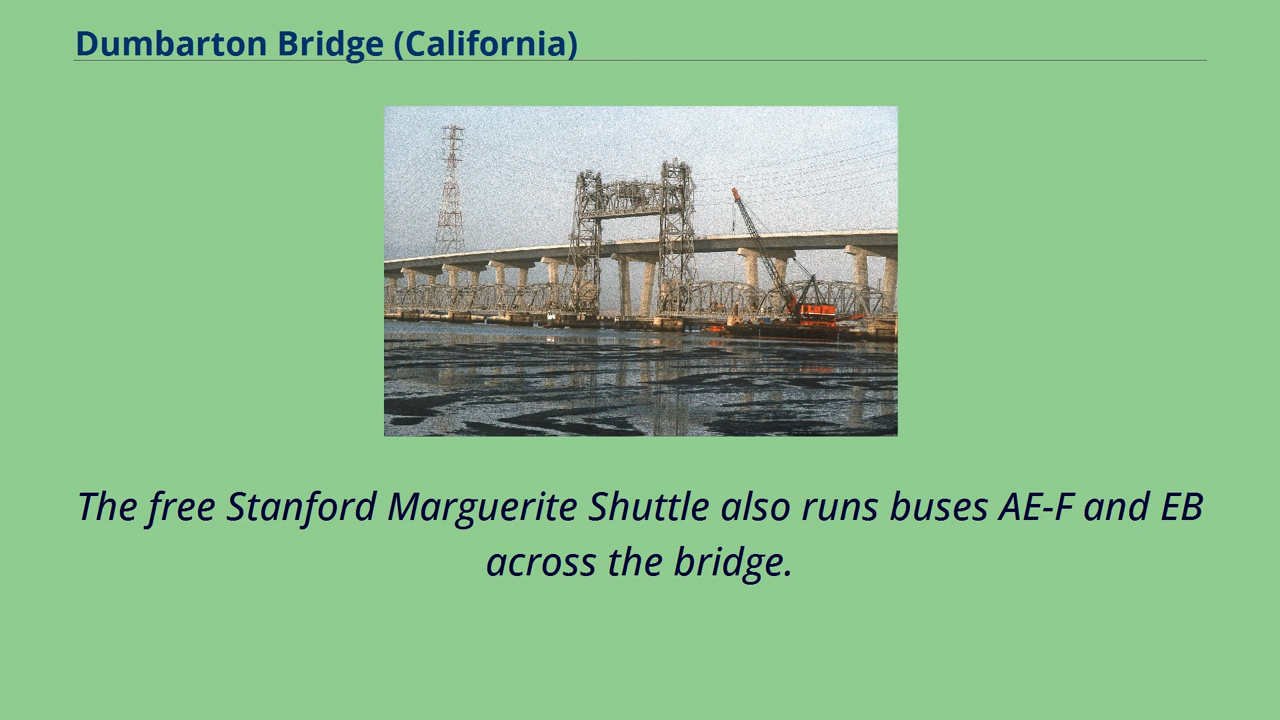 Dumbarton Bridge (California)
The free Stanford Marguerite Shuttle also runs buses AE-F and EB
across the bridge.